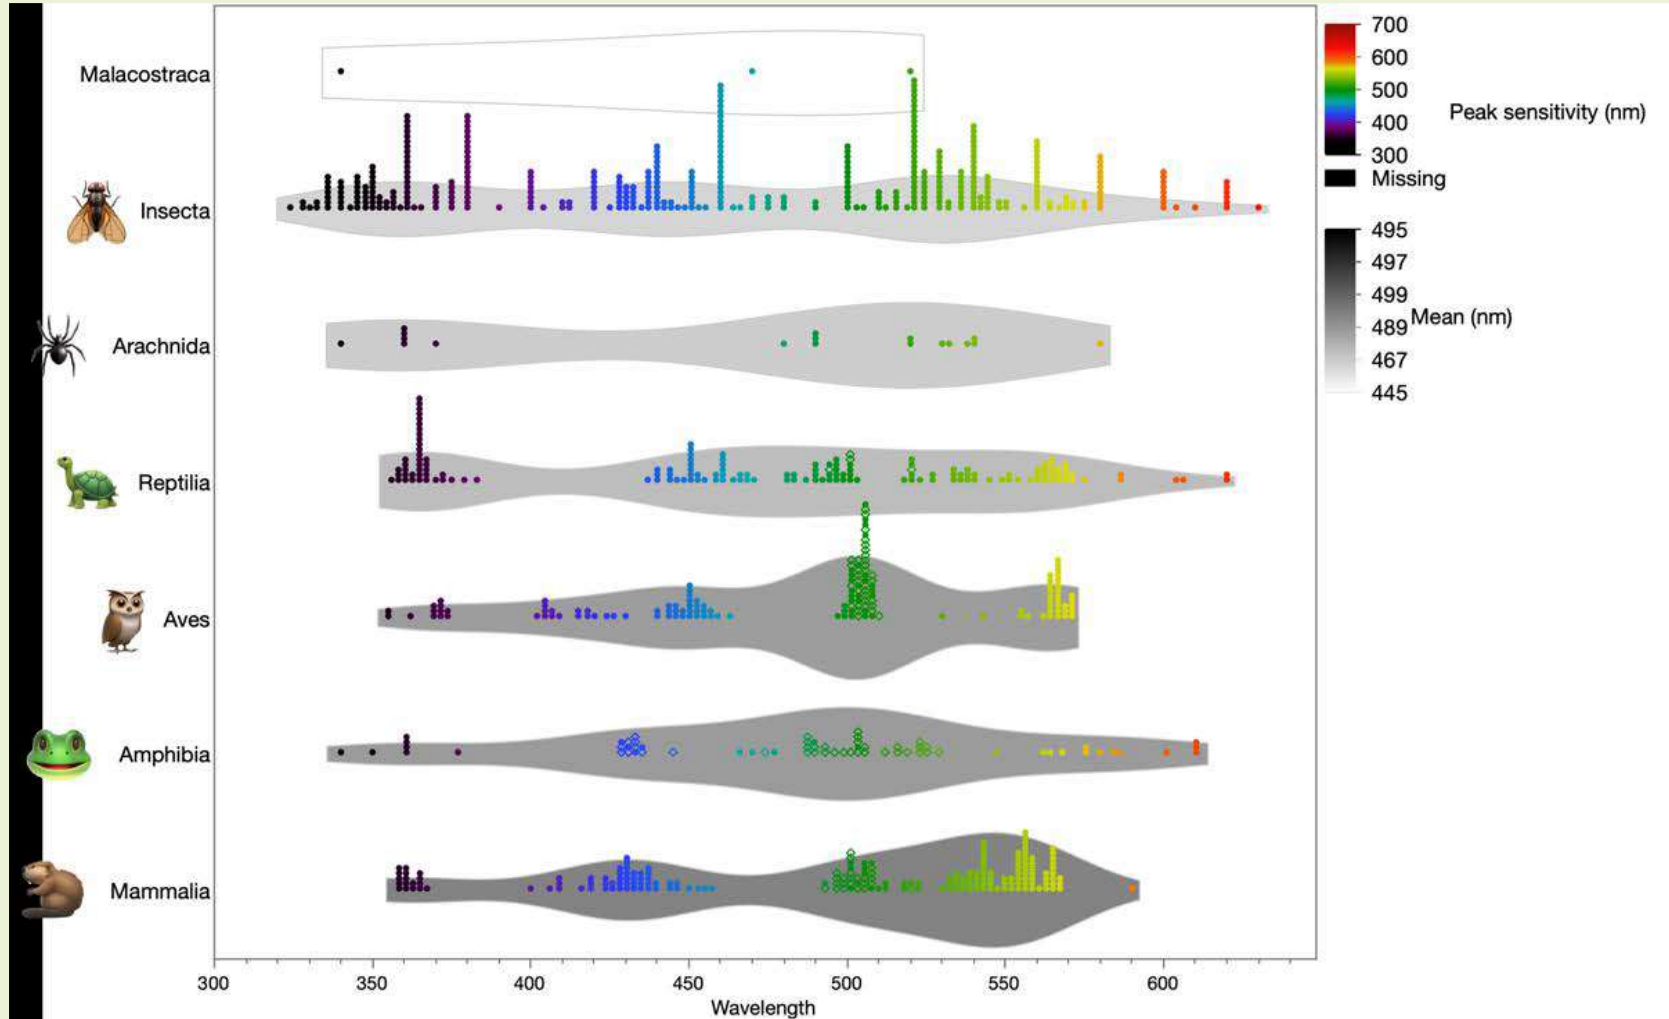 Malacostraca
Insecta
Arachnida
Reptilia
Aves
Amphibia
Mammalia
300 350 400 450 500 550 600
Wavelength
700
600
500
400
300
Peak sensitivity (nm)
Missing
495
497
499
489
467
445
Mean (nm)